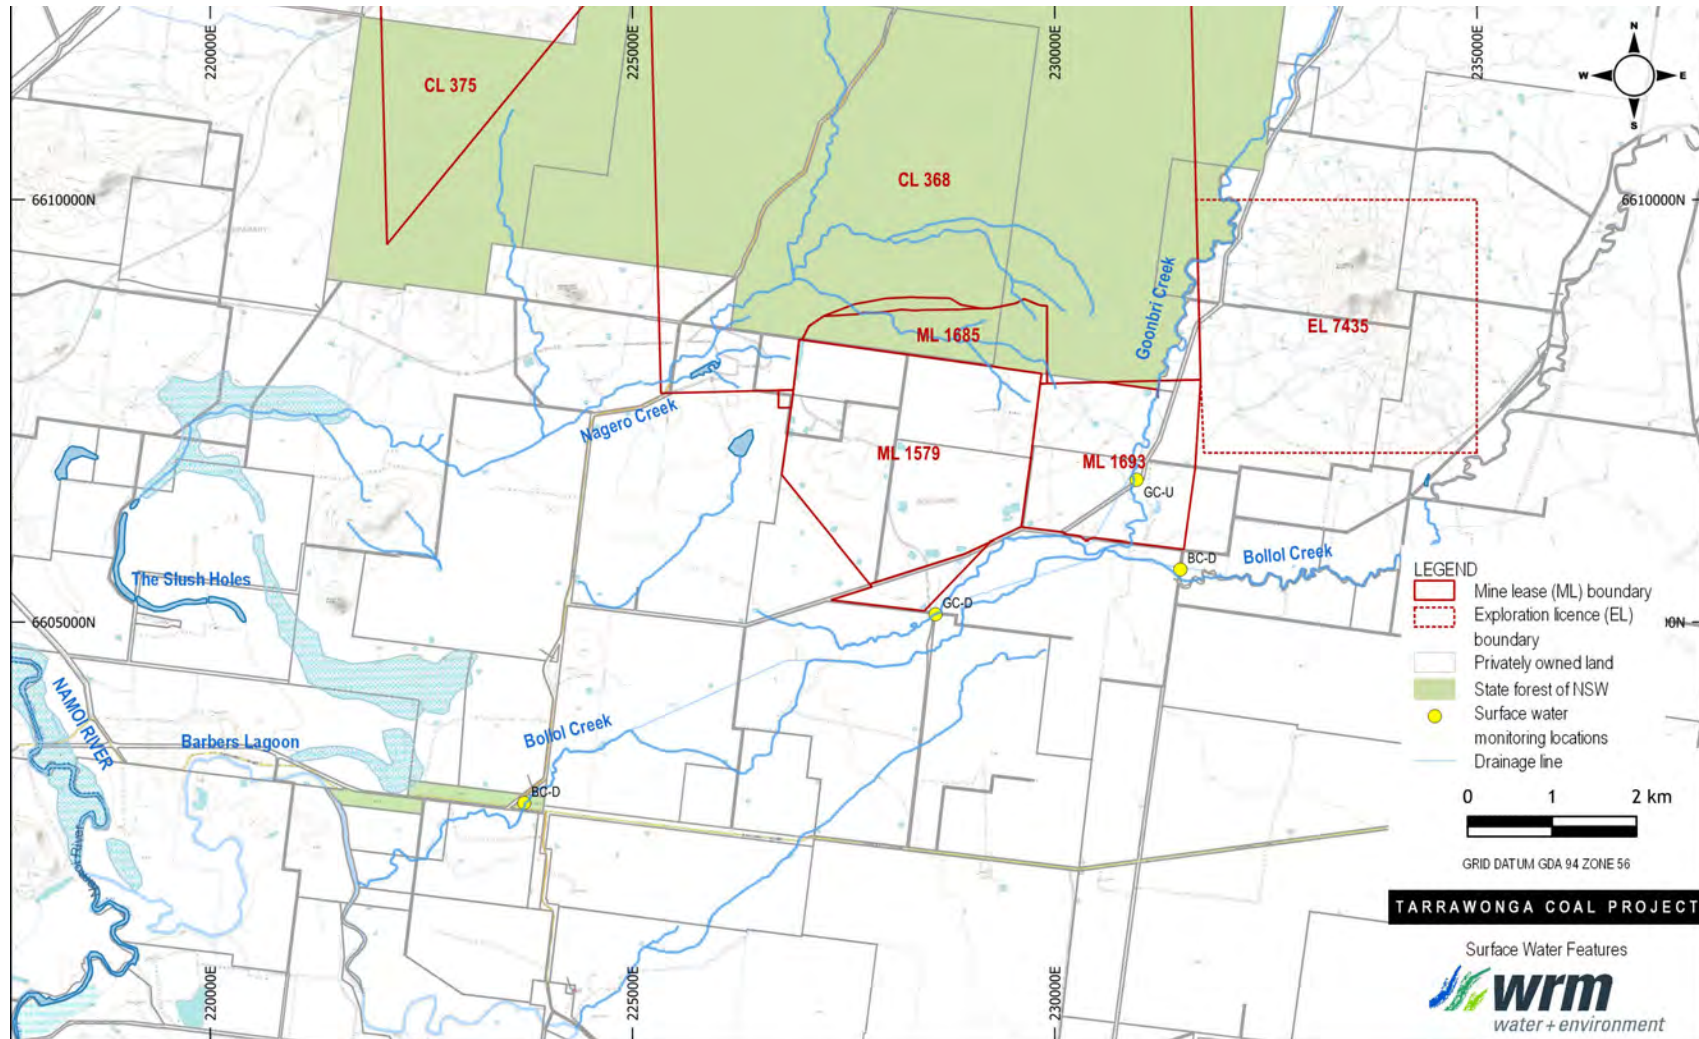 220000E
225000E
230000E
235000E
N
W
E
S
CL 375
CL 368
6610000N
6610000N
Goonbri Creek
EL 7435
ML 1685
Nagero Creek
ML 1579
ML 1693
GC-U
Bollol Creek
BC-D
The Slush Holes
GC-D
6605000N
0N
NAMOI RIVER
Barbers Lagoon
Bollol Creek
BC-D
Namoi River
LEGEND
Mine lease (ML) boundary
Exploration licence (EL)
boundary
Privately owned land
State forest of NSW
Surface water
monitoring locations
Drainage line
0 1 2 km
GRID DATUM GDA 94 ZONE 56
TARRAWONGA COAL PROJECT
Surface Water Features
wrm
water + environment
220000E
225000E
230000E